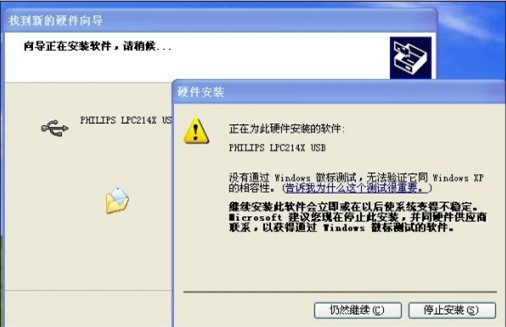 找到新的硬件向导
向导正在安装软件，请稍候...
PHILIPS LPC214X US
硬件安装
正在为此硬件安装的软件:
PHILIPS LPC214X USB
没有通过 Windows 徽标测试，无法验证它同 Windows XP
的相容性。(告诉我为什么这个测试很重要。)
继续安装此软件会立即或在以后使系统变得不稳定。
Microsoft 建议您现在停止此安装，并同硬件供应商
联系，以获得通过 Windows 徽标测试的软件。
仍然继续(C)
停止安装(S)